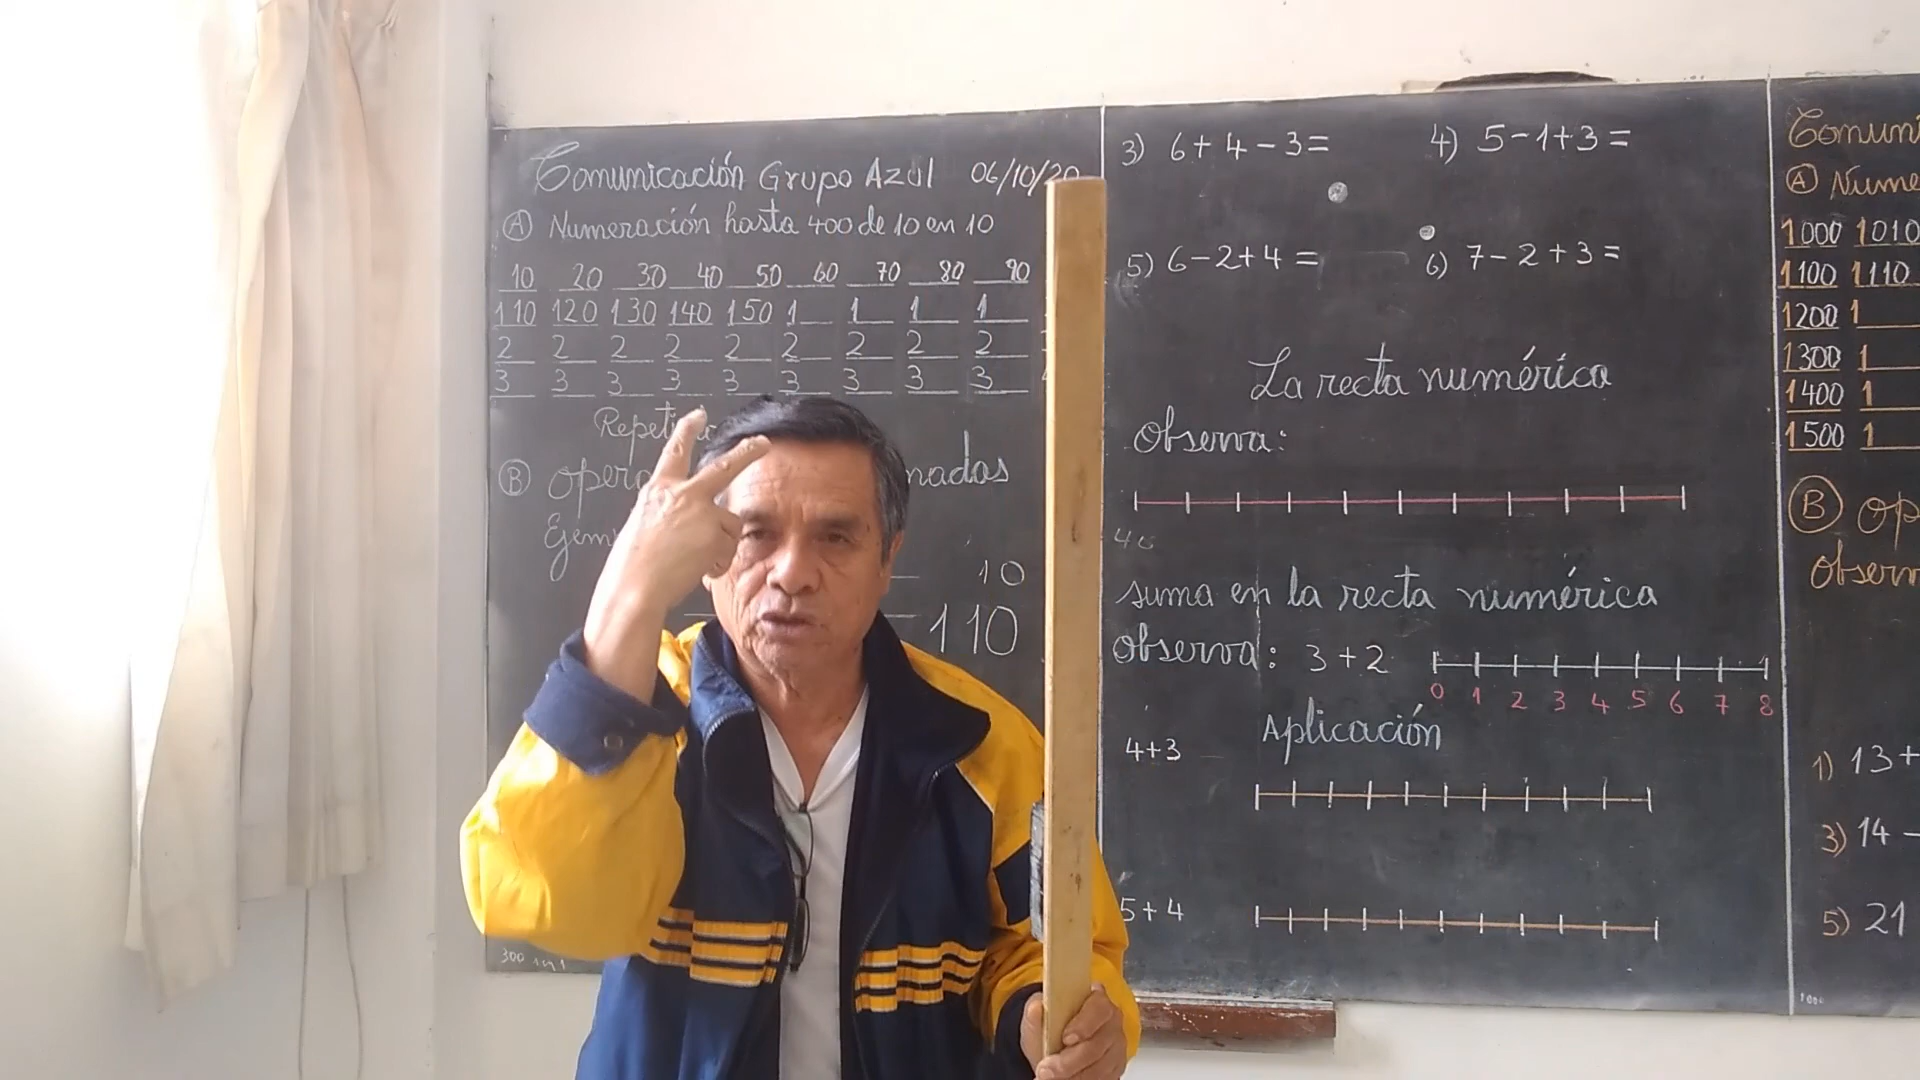 Comunicación Grupo Azul 06/10/20
A Numeración hasta 400 de 10 en 10
10 20 30 40 50 60 70 80 90
110 120 130 140 150 1 1 1 1
2 2 2 2 2 2 2 2 2
3 3 3 3 3 3 3 3 3
B
10
110
3) 6+4-3= 4) 5-1+3=
5) 6-2+4= 6) 7-2+3=
La recta numérica
Observa:
suma en la recta numérica
observa: 3+2
0 1 2 3 4 5 6 7 8
Aplicación
4+3
5+4
A
1000 1010
1100 1110
1200 1
1300 1
1400 1
1500 1
B
1) 13+
3) 14-
5) 21